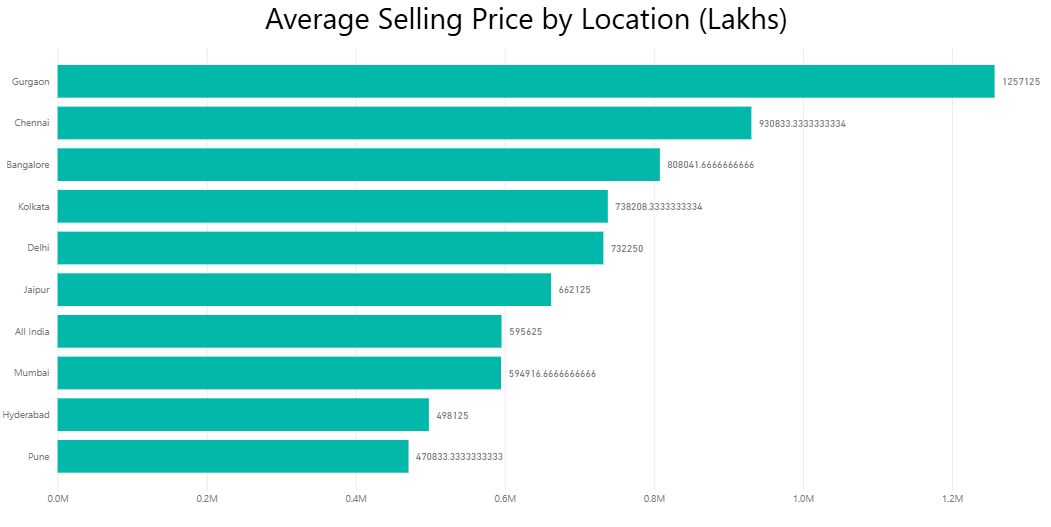 Average Selling Price by Location (Lakhs)
Gurgaon 1257125
Chennai 930833.3333333334
Bangalore 808041.6666666666
Kolkata 738208.3333333334
Delhi 732250
Jaipur 662125
All India 595625
Mumbai 594916.6666666666
Hyderabad 498125
Pune 470833.3333333333
0.0M 0.2M 0.4M 0.6M 0.8M 1.0M 1.2M